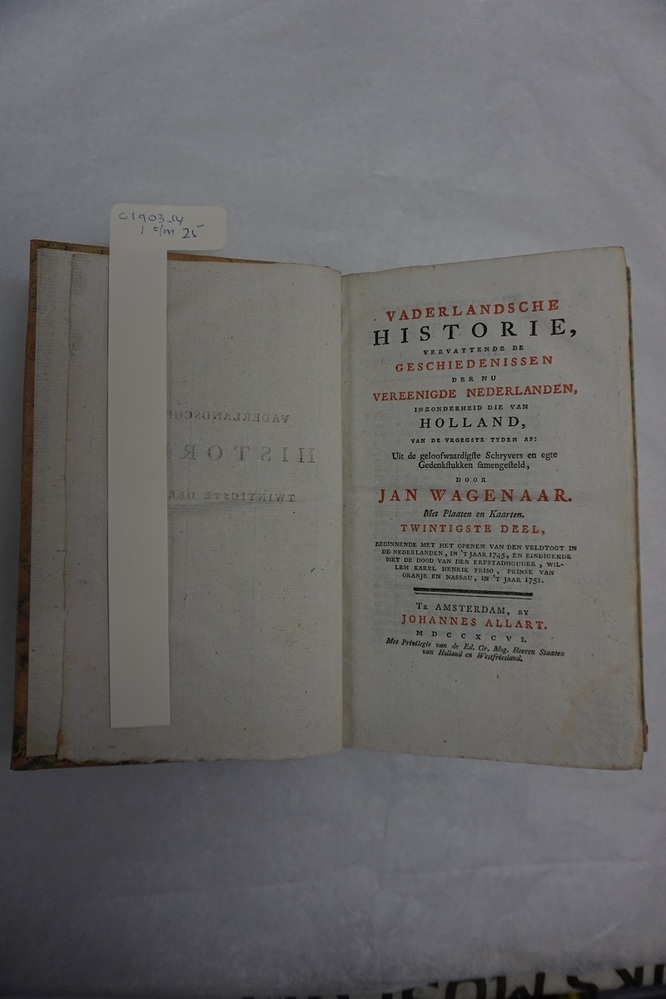 C1903_14
1 t/m 25
VADERLANDSCHE
HISTORIE,
VERVATTENDE DE
GESCHIEDENISSEN
DER NU
VEREENIGDE NEDERLANDEN,
INZONDERHEID DIE VAN
HOLLAND,
VAN DE VROEGSTE TYDEN AF:
Uit de geloofwaardigſte Schryvers en egte
Gedenkſtukken ſamengeſteld,
DOOR
JAN WAGENAAR.
Met Plaaten en Kaarten.
TWINTIGSTE DEEL,
BEGINNENDE MET HET OPENEN VAN DEN VELDTOGT IN
DE NEDERLANDEN, IN 'T JAAR 1745, EN EINDIGENDE
MET DE DOOD VAN DEN ERFSTADHOUDER, WIL-
LEM KAREL HENRIK FRISO, PRINSE VAN
ORANJE EN NASSAU, IN 'T JAAR 1751.
TE AMSTERDAM, BY
JOHANNES ALLART.
MDCCXCVI.
Met Privilegie van de Ed. Gr. Mog. Heeren Staaten
van Holland en Westfriesland.